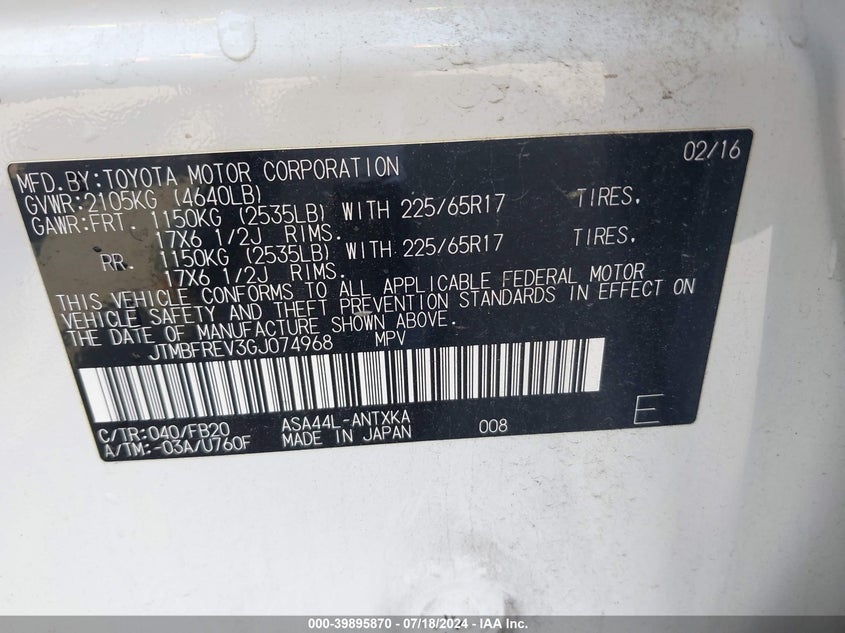 MFD.BY:TOYOTA MOTOR CORPORATION 02/16
GVWR:2105KG (4640LB)
GAWR:FRT. 1150KG (2535LB) WITH 225/65R17 TIRES,
17X6 1/2J RIMS.
RR. 1150KG (2535LB) WITH 225/65R17 TIRES,
17X6 1/2J RIMS.
THIS VEHICLE CONFORMS TO ALL APPLICABLE FEDERAL MOTOR
VEHICLE SAFETY AND THEFT PREVENTION STANDARDS IN EFFECT ON
THE DATE OF MANUFACTURE SHOWN ABOVE.
JTMBFREV3GJ074968 MPV
C/TR:040/FB20 ASA44L-ANTXKA 008 E
A/TM:-03A/U760F MADE IN JAPAN
000-39895870 - 07/18/2024 - IAA Inc.